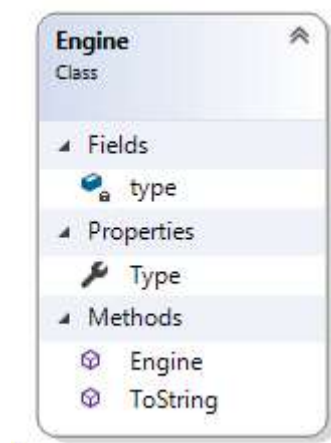 Engine
Class
Fields
type
Properties
Type
Methods
Engine
ToString